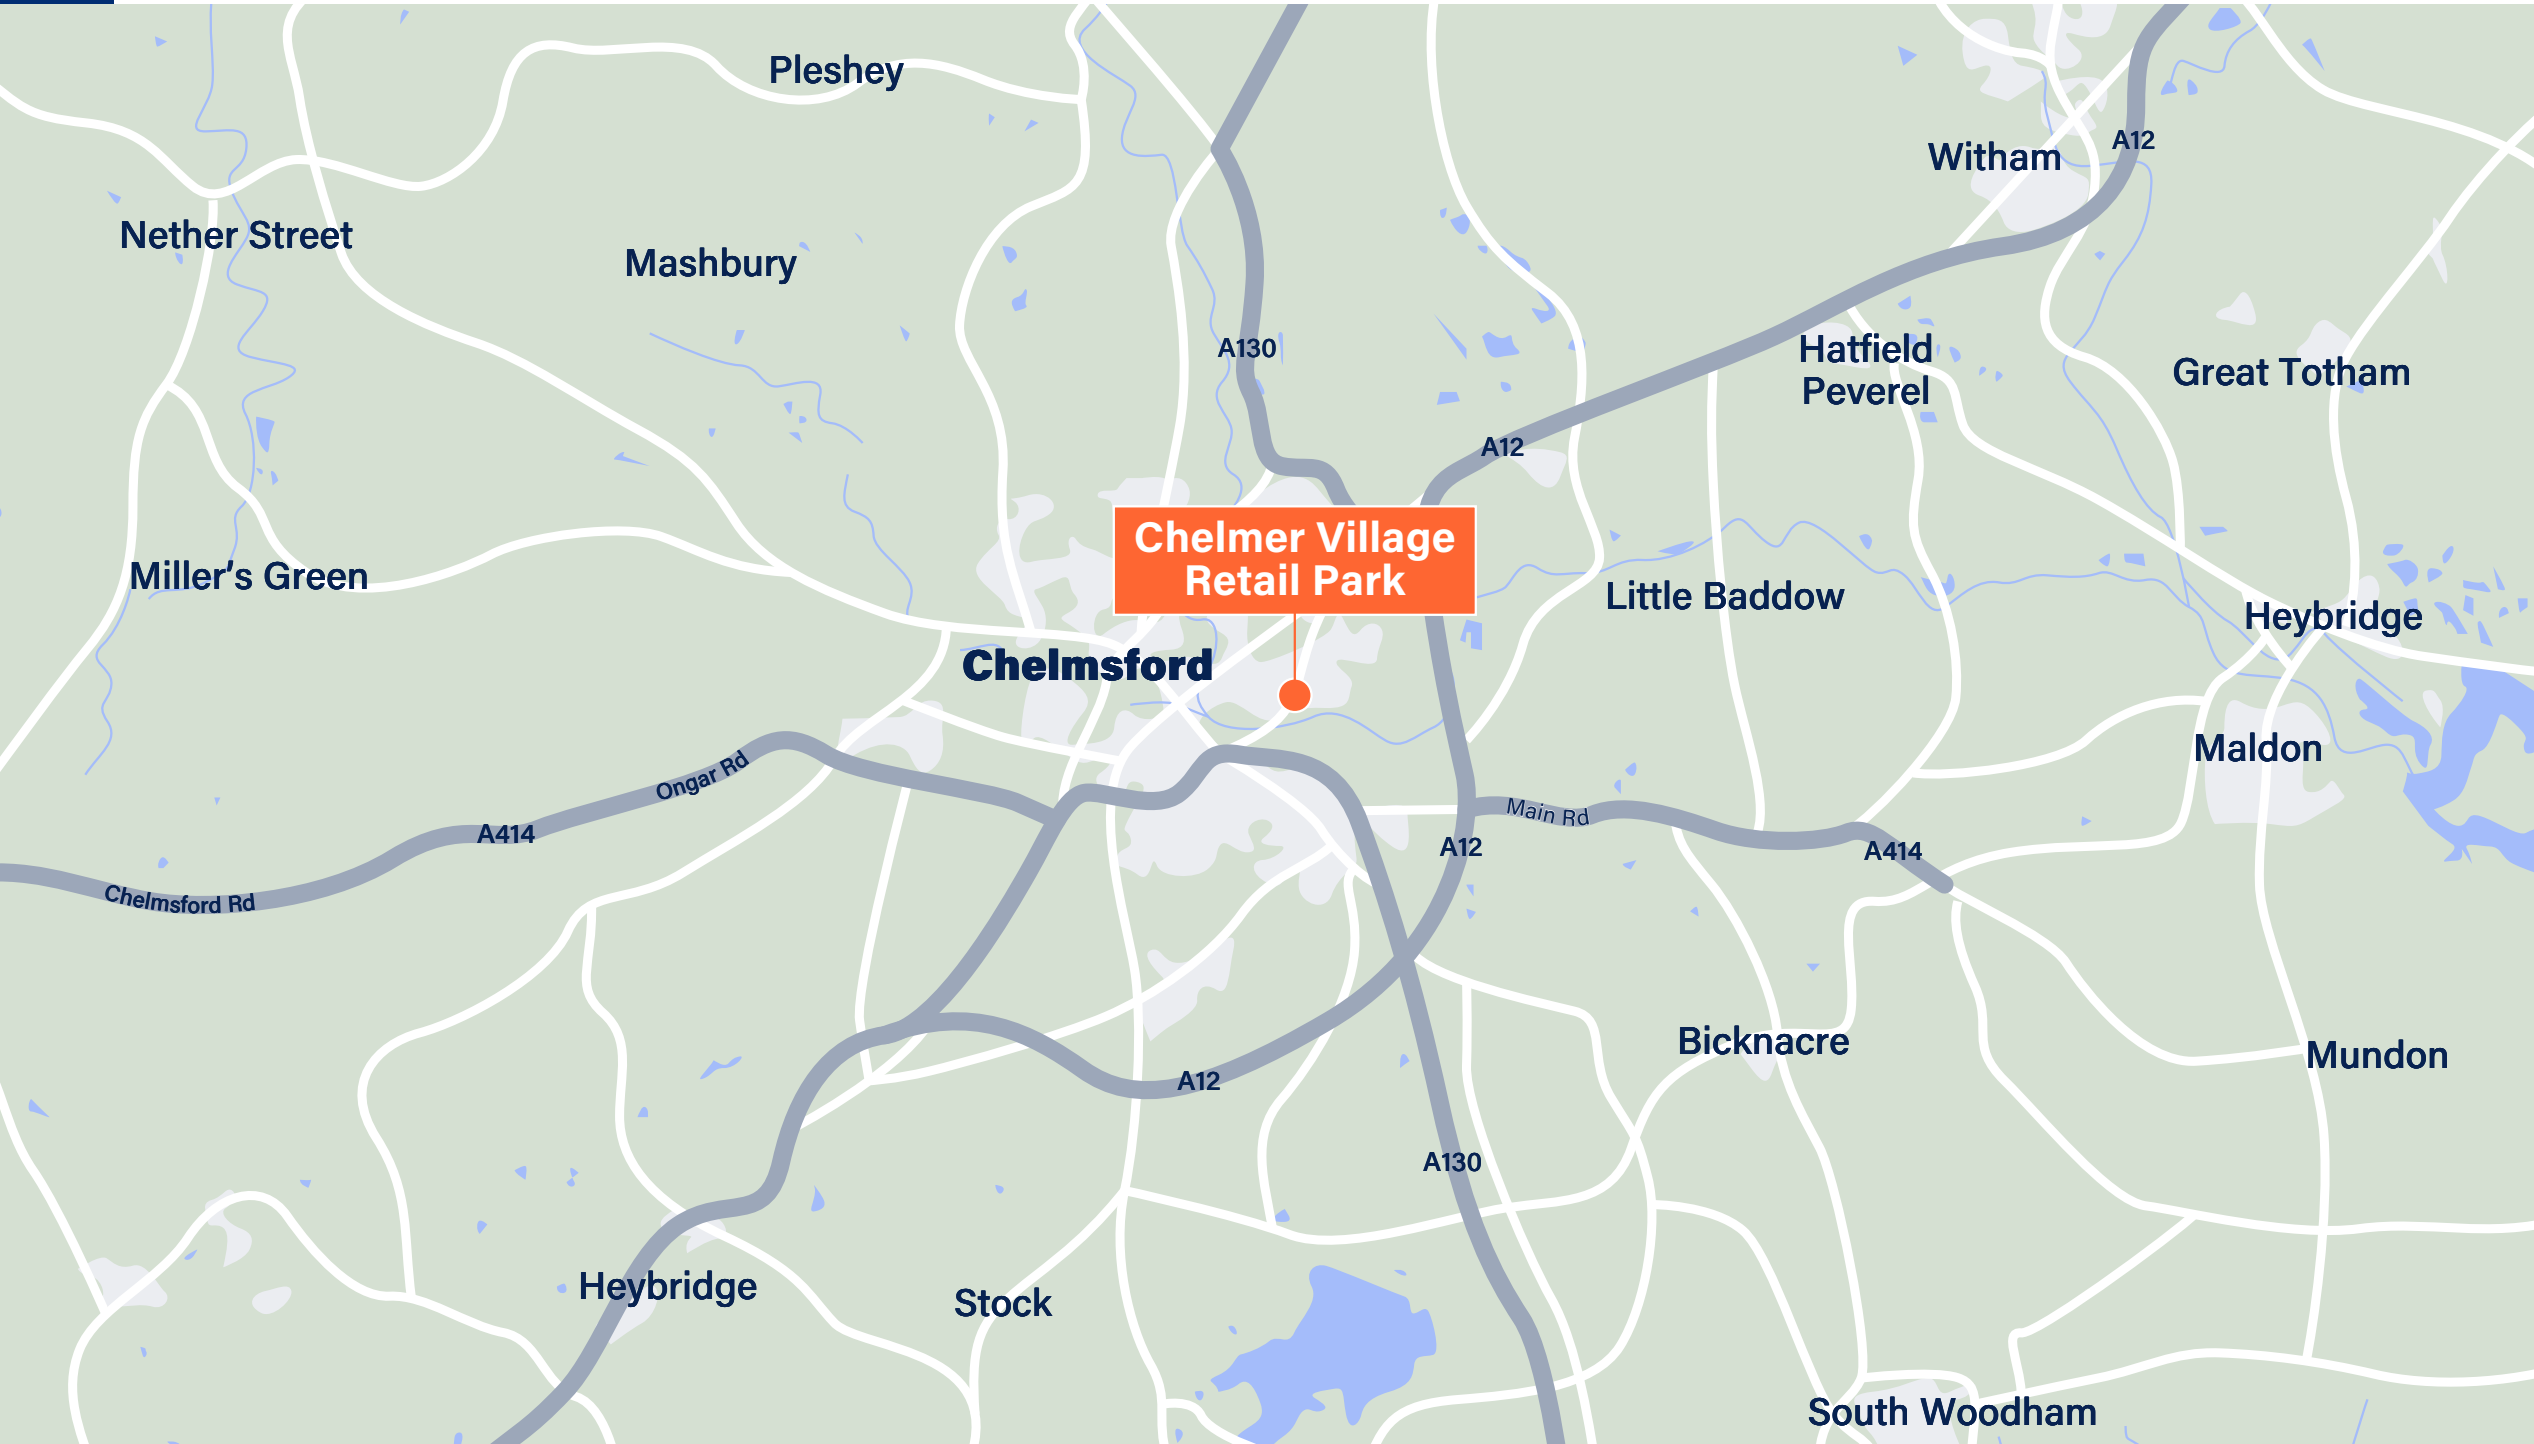 Pleshey
A12
Witham
Nether Street
Mashbury
A130
Hatfield
Peverel
Great Totham
A12
Chelmer Village
Retail Park
Miller's Green
Little Baddow
Heybridge
Chelmsford
Maldon
Ongar Rd
A414
Main Rd
A12
A414
Chelmsford Rd
Bicknacre
Mundon
A12
A130
Heybridge
Stock
South Woodham